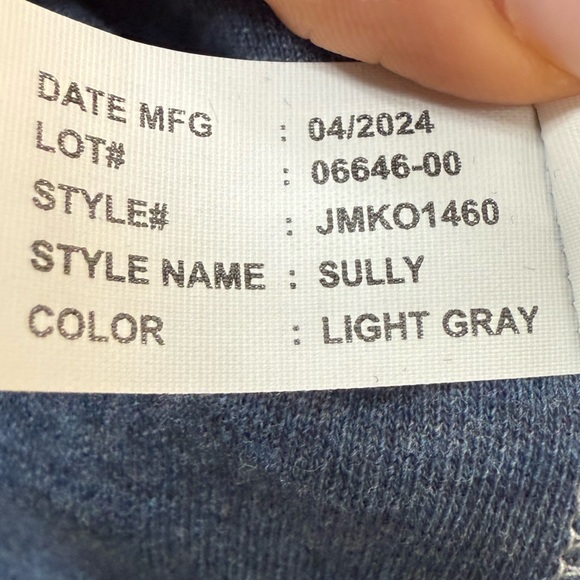 DATE MFG : 04/2024
LOT# : 06646-00
STYLE# : JMKO1460
STYLE NAME : SULLY
COLOR : LIGHT GRAY